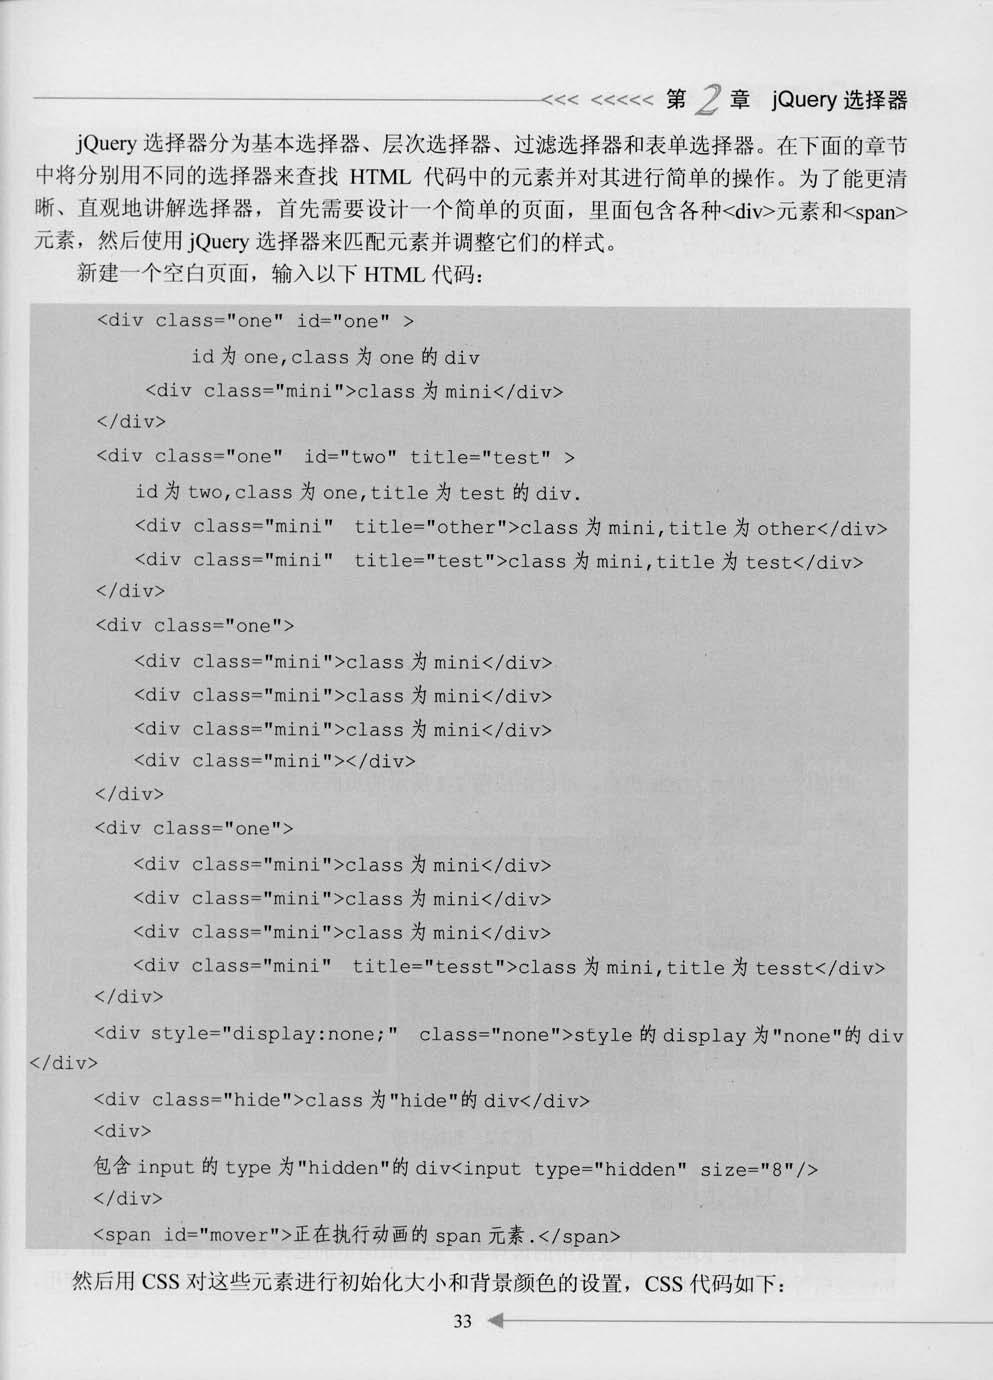 <<< <<<<< 第2章 jQuery 选择器
jQuery 选择器分为基本选择器、层次选择器、过滤选择器和表单选择器。在下面的章节
中将分别用不同的选择器来查找 HTML 代码中的元素并对其进行简单的操作。为了能更清
晰、直观地讲解选择器，首先需要设计一个简单的页面，里面包含各种<div>元素和<span>
元素，然后使用 jQuery 选择器来匹配元素并调整它们的样式。
新建一个空白页面，输入以下 HTML 代码：
<div class="one" id="one" >
id 为 one,class 为 one 的 div
<div class="mini">class 为 mini</div>
</div>
<div class="one"  id="two" title="test" >
id 为 two,class 为 one,title 为 test 的 div.
<div class="mini"  title="other">class 为 mini,title 为 other</div>
<div class="mini"  title="test">class 为 mini,title 为 test</div>
</div>
<div class="one">
<div class="mini">class 为 mini</div>
<div class="mini">class 为 mini</div>
<div class="mini">class 为 mini</div>
<div class="mini"></div>
</div>
<div class="one">
<div class="mini">class 为 mini</div>
<div class="mini">class 为 mini</div>
<div class="mini">class 为 mini</div>
<div class="mini"  title="tesst">class 为 mini,title 为 tesst</div>
</div>
<div style="display:none;"  class="none">style 的 display 为"none"的 div
</div>
<div class="hide">class 为"hide"的 div</div>
<div>
包含 input 的 type 为"hidden"的 div<input type="hidden" size="8"/>
</div>
<span id="mover">正在执行动画的 span 元素.</span>
然后用 CSS 对这些元素进行初始化大小和背景颜色的设置，CSS 代码如下：
33